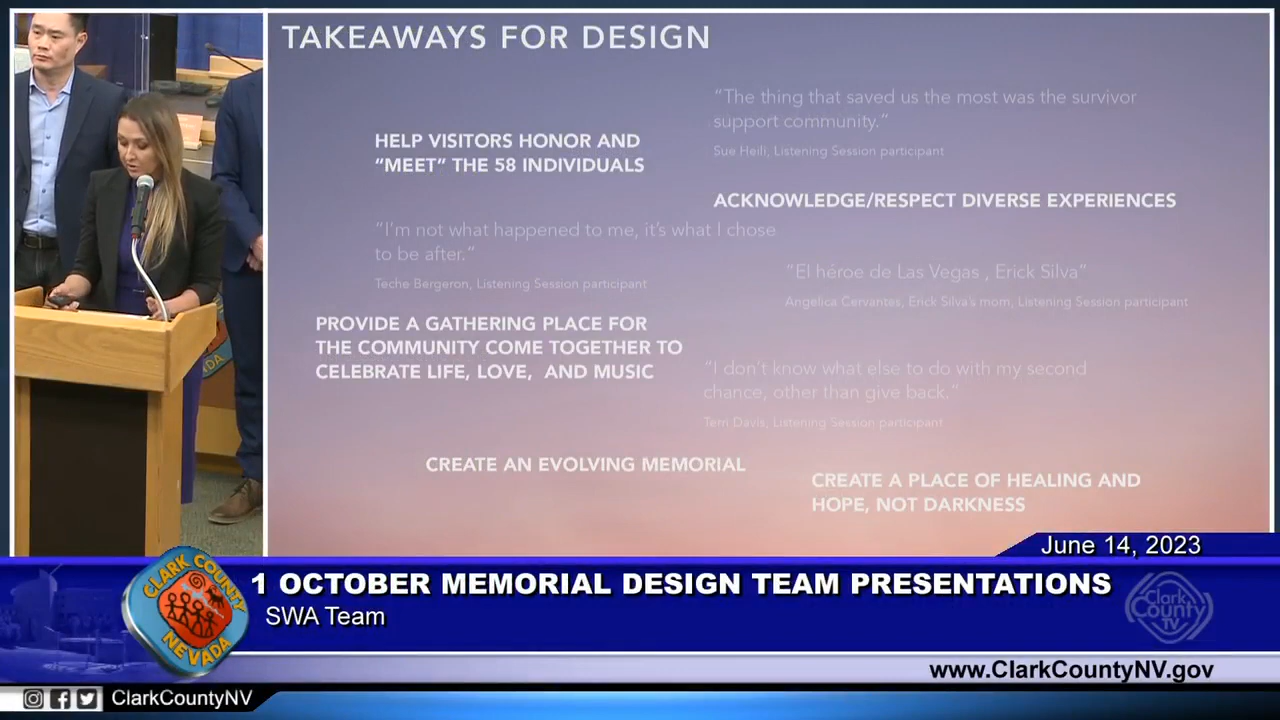 TAKEAWAYS FOR DESIGN
"The thing that saved us the most was the survivor
support community."
Sue Heili, Listening Session participant
HELP VISITORS HONOR AND
"MEET" THE 58 INDIVIDUALS
ACKNOWLEDGE/RESPECT DIVERSE EXPERIENCES
"I'm not what happened to me, it's what I chose
to be after."
Teche Bergeron, Listening Session participant
"El héroe de Las Vegas , Erick Silva"
Angelica Cervantes, Erick Silva's mom, Listening Session participant
PROVIDE A GATHERING PLACE FOR
THE COMMUNITY COME TOGETHER TO
CELEBRATE LIFE, LOVE,  AND MUSIC
"I don't know what else to do with my second
chance, other than give back."
Terri Davis, Listening Session participant
CREATE AN EVOLVING MEMORIAL
CREATE A PLACE OF HEALING AND
HOPE, NOT DARKNESS
June 14, 2023
1 OCTOBER MEMORIAL DESIGN TEAM PRESENTATIONS
SWA Team
CLARK COUNTY
NEVADA
Clark
County
TV
www.ClarkCountyNV.gov
ClarkCountyNV